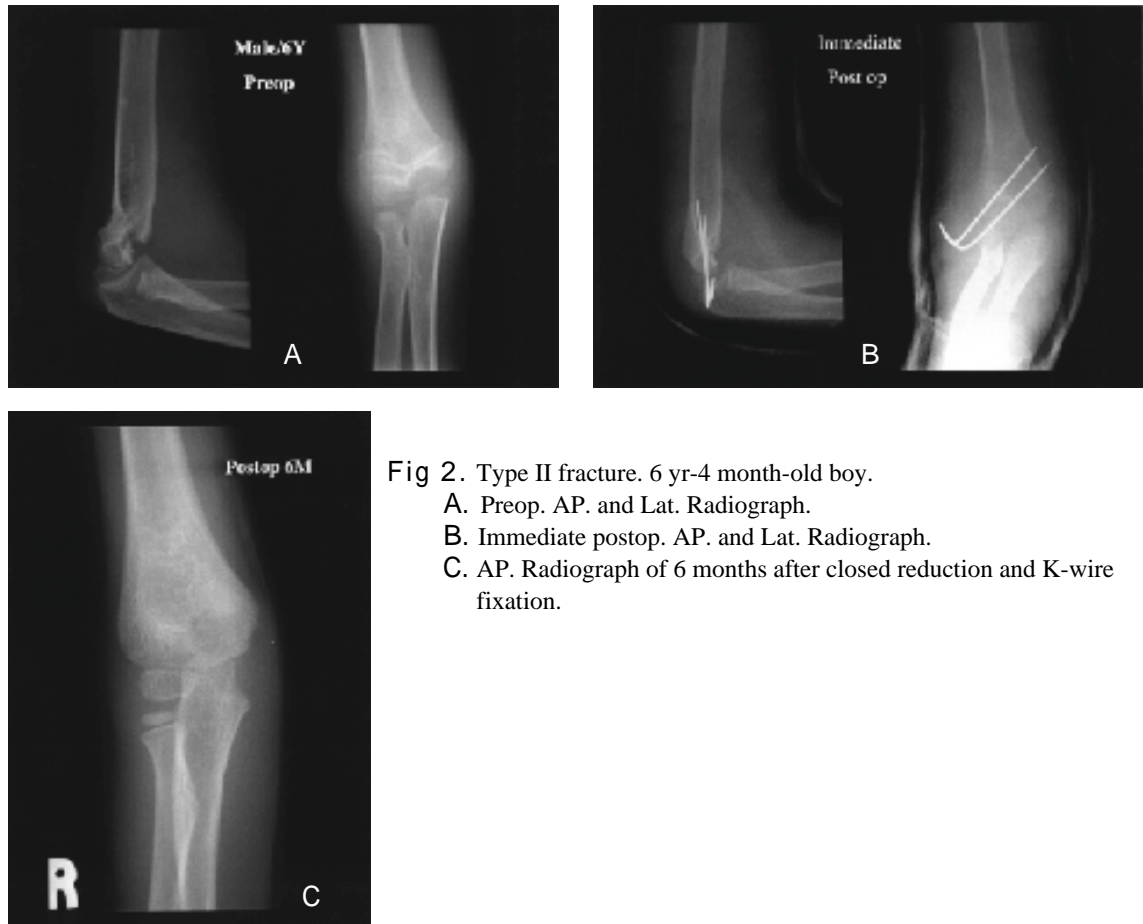 Male/6Y
Preop
A
Immediate
Post op
B
Postop 6M
R
C
Fig 2. Type II fracture. 6 yr-4 month-old boy.
A. Preop. AP. and Lat. Radiograph.
B. Immediate postop. AP. and Lat. Radiograph.
C. AP. Radiograph of 6 months after closed reduction and K-wire
fixation.